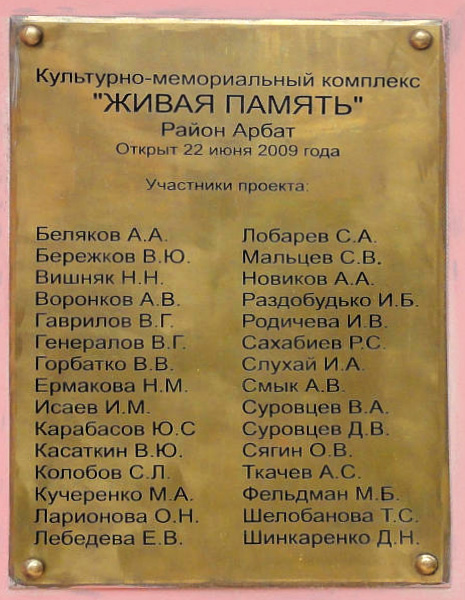 Культурно-мемориальный комплекс
"ЖИВАЯ ПАМЯТЬ"
Район Арбат
Открыт 22 июня 2009 года
Участники проекта:
Беляков А.А.
Бережков В.Ю.
Вишняк Н.Н.
Воронков А.В.
Гаврилов В.Г.
Генералов В.Г.
Горбатко В.В.
Ермакова Н.М.
Исаев И.М.
Карабасов Ю.С
Касаткин В.Ю.
Колобов С.Л.
Кучеренко М.А.
Ларионова О.Н.
Лебедева Е.В.
Лобарев С.А.
Мальцев С.В.
Новиков А.А.
Раздобудько И.Б.
Родичева И.В.
Сахабиев Р.С.
Слухай И.А.
Смык А.В.
Суровцев В.А.
Суровцев Д.В.
Сягин О.В.
Ткачев А.С.
Фельдман М.Б.
Шелобанова Т.С.
Шинкаренко Д.Н.